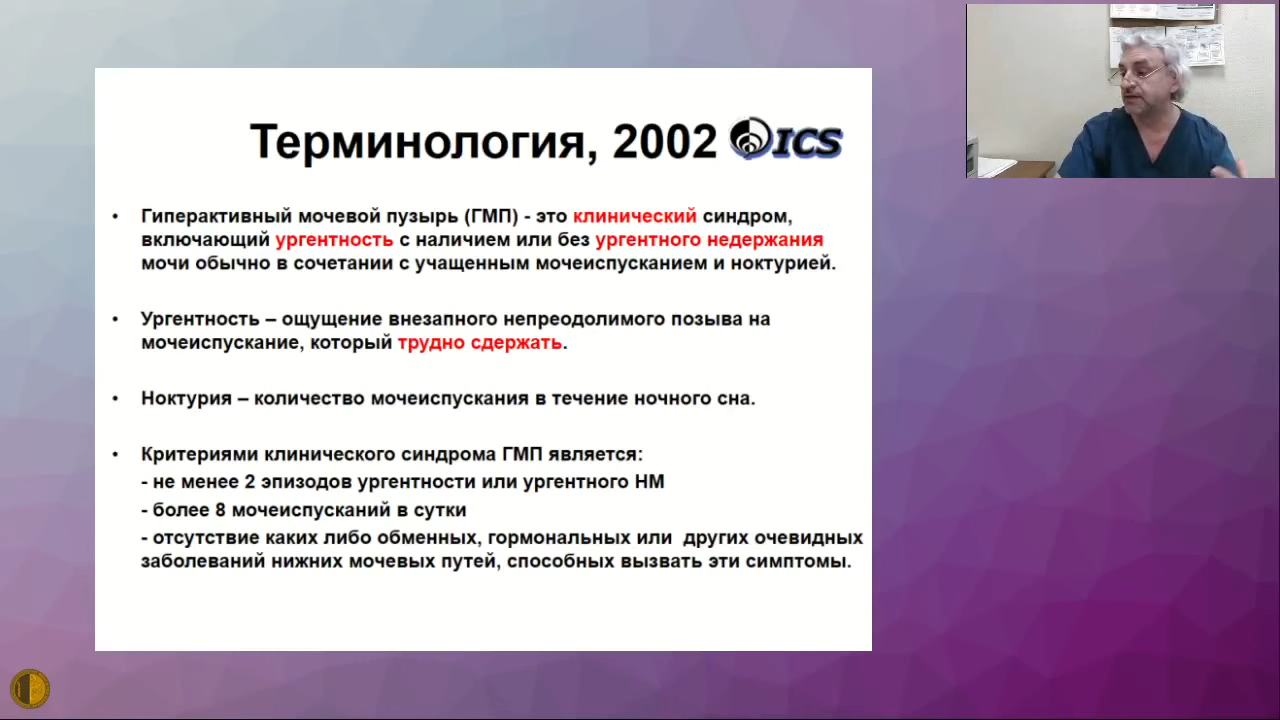 Терминология, 2002 ICS
• Гиперактивный мочевой пузырь (ГМП) - это клинический синдром,
включающий ургентность с наличием или без ургентного недержания
мочи обычно в сочетании с учащенным мочеиспусканием и ноктурией.
• Ургентность – ощущение внезапного непреодолимого позыва на
мочеиспускание, который трудно сдержать.
• Ноктурия – количество мочеиспускания в течение ночного сна.
• Критериями клинического синдрома ГМП является:
- не менее 2 эпизодов ургентности или ургентного НМ
- более 8 мочеиспусканий в сутки
- отсутствие каких либо обменных, гормональных или  других очевидных
заболеваний нижних мочевых путей, способных вызвать эти симптомы.